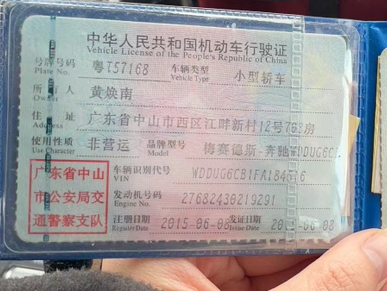 中华人民共和国机动车行驶证
Vehicle License of the People's Republic of China
号牌号码 Plate No. 粤T57168 车辆类型 Vehicle Type 小型轿车
所有人 Owner 黄焕南
住址 Address 广东省中山市西区江畔新村12号
使用性质 Use Character 非营运 品牌型号 Model 梅赛德斯-奔驰
广东省中山市公安局交通警察支队
车辆识别代号 VIN
发动机号码 Engine No. 27682430219291
注册日期 Register Date 2015-06-08 发证日期 Issue Date